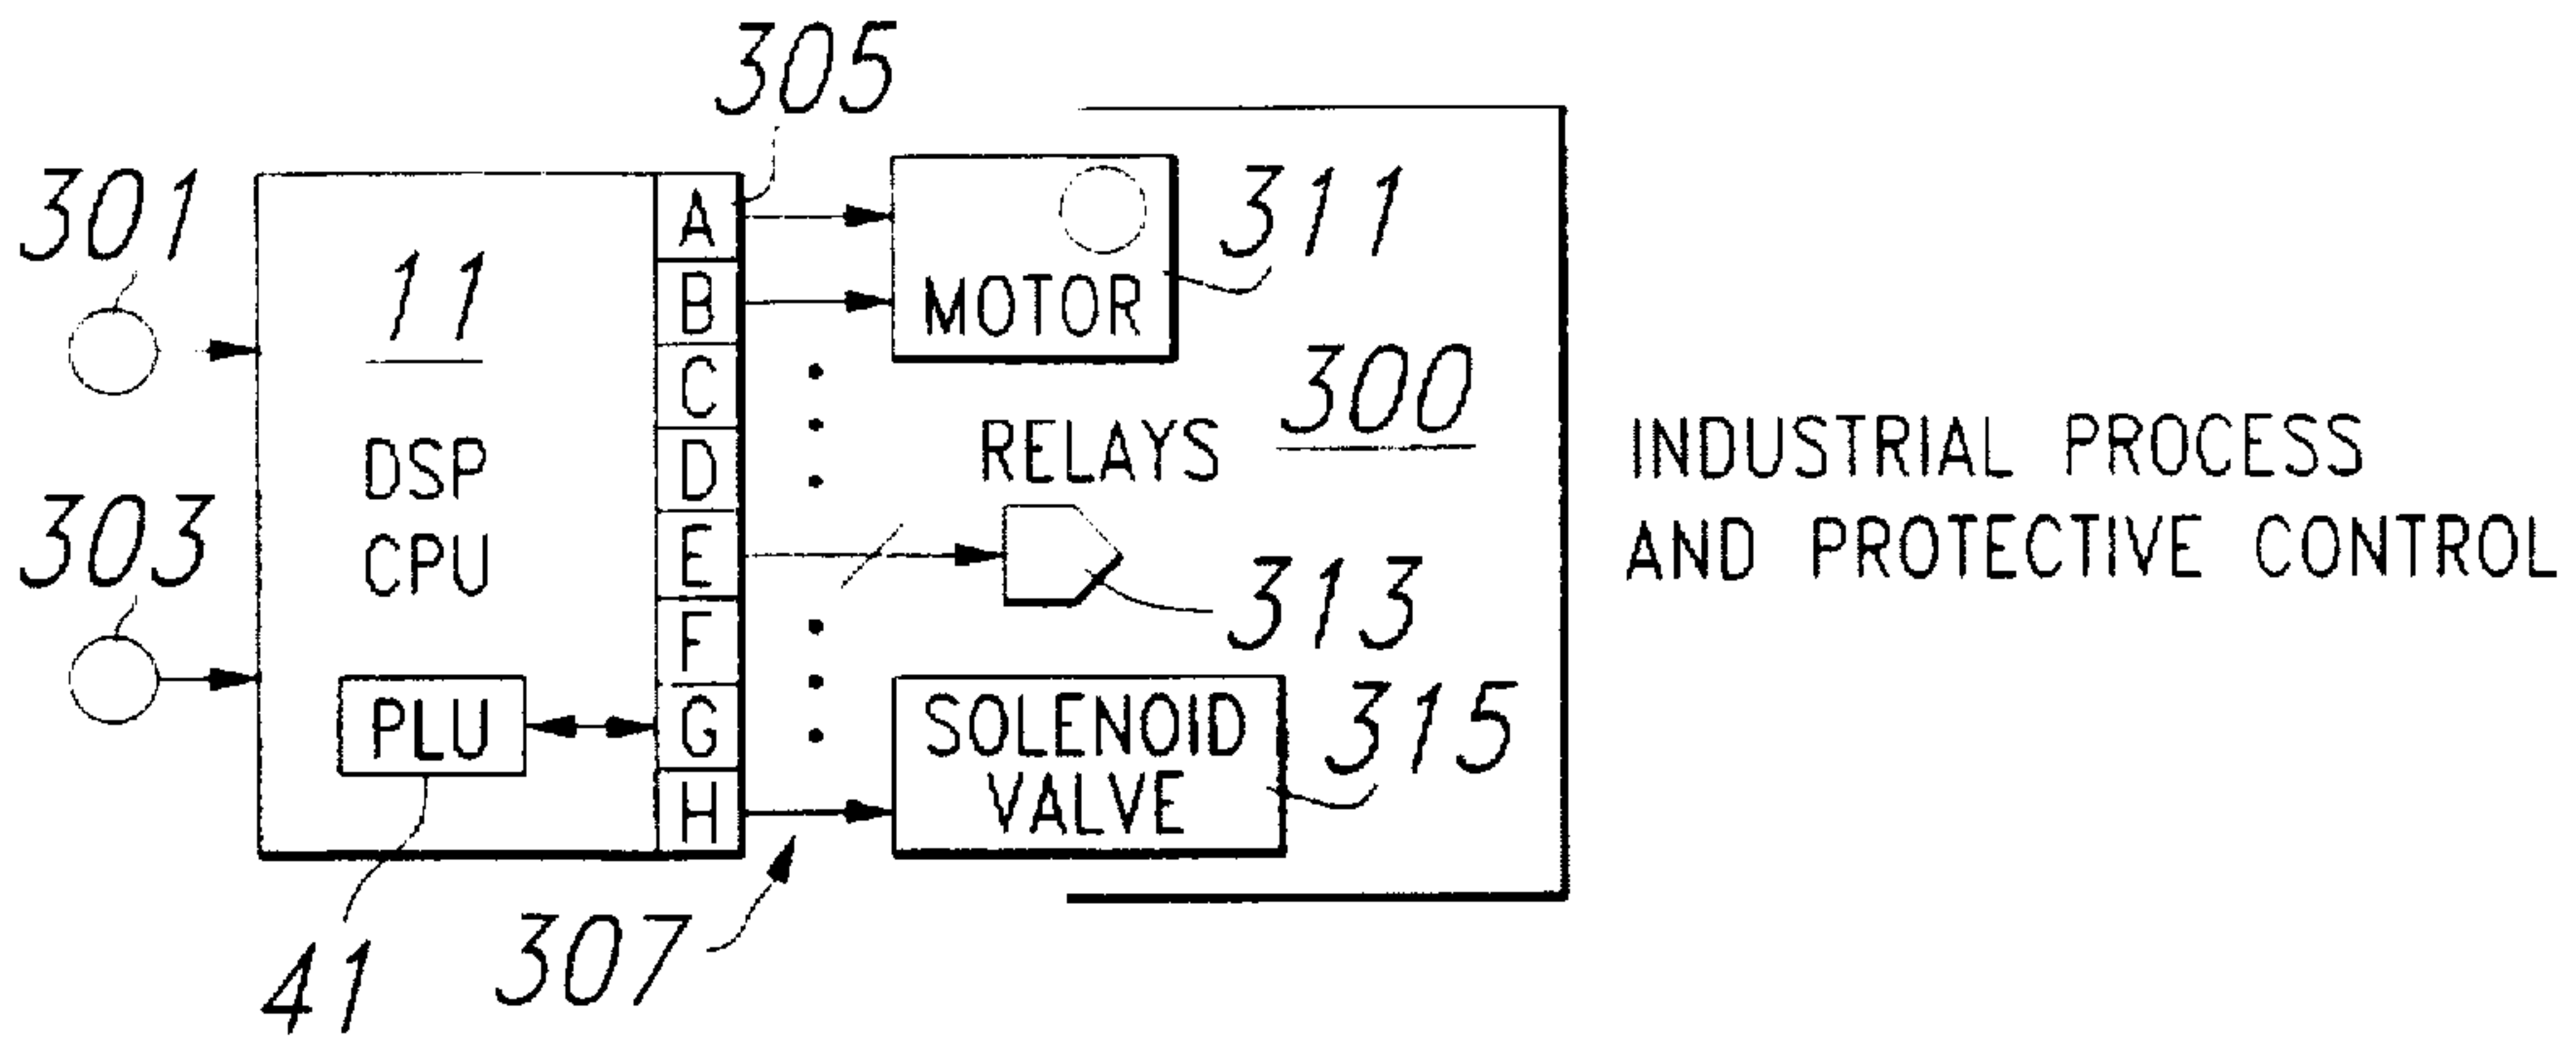 305
301
11
A
311
B
MOTOR
C
300
DSP
D
RELAYS
INDUSTRIAL PROCESS
303
CPU
E
AND PROTECTIVE CONTROL
313
F
PLU
G
SOLENOID
315
H
VALVE
41
307